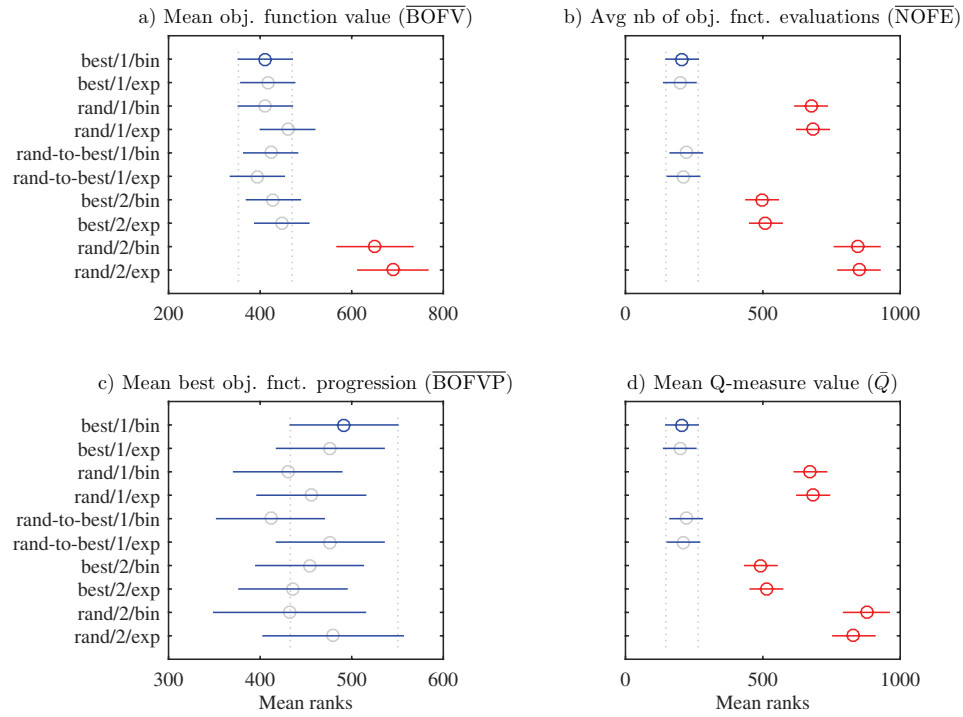 a) Mean obj. function value (BOFV)
b) Avg nb of obj. fnct. evaluations (NOFE)
best/1/bin
best/1/exp
rand/1/bin
rand/1/exp
rand-to-best/1/bin
rand-to-best/1/exp
best/2/bin
best/2/exp
rand/2/bin
rand/2/exp
200 400 600 800
0 500 1000
c) Mean best obj. fnct. progression (BOFVP)
d) Mean Q-measure value (Q̄)
best/1/bin
best/1/exp
rand/1/bin
rand/1/exp
rand-to-best/1/bin
rand-to-best/1/exp
best/2/bin
best/2/exp
rand/2/bin
rand/2/exp
300 400 500 600
0 500 1000
Mean ranks
Mean ranks